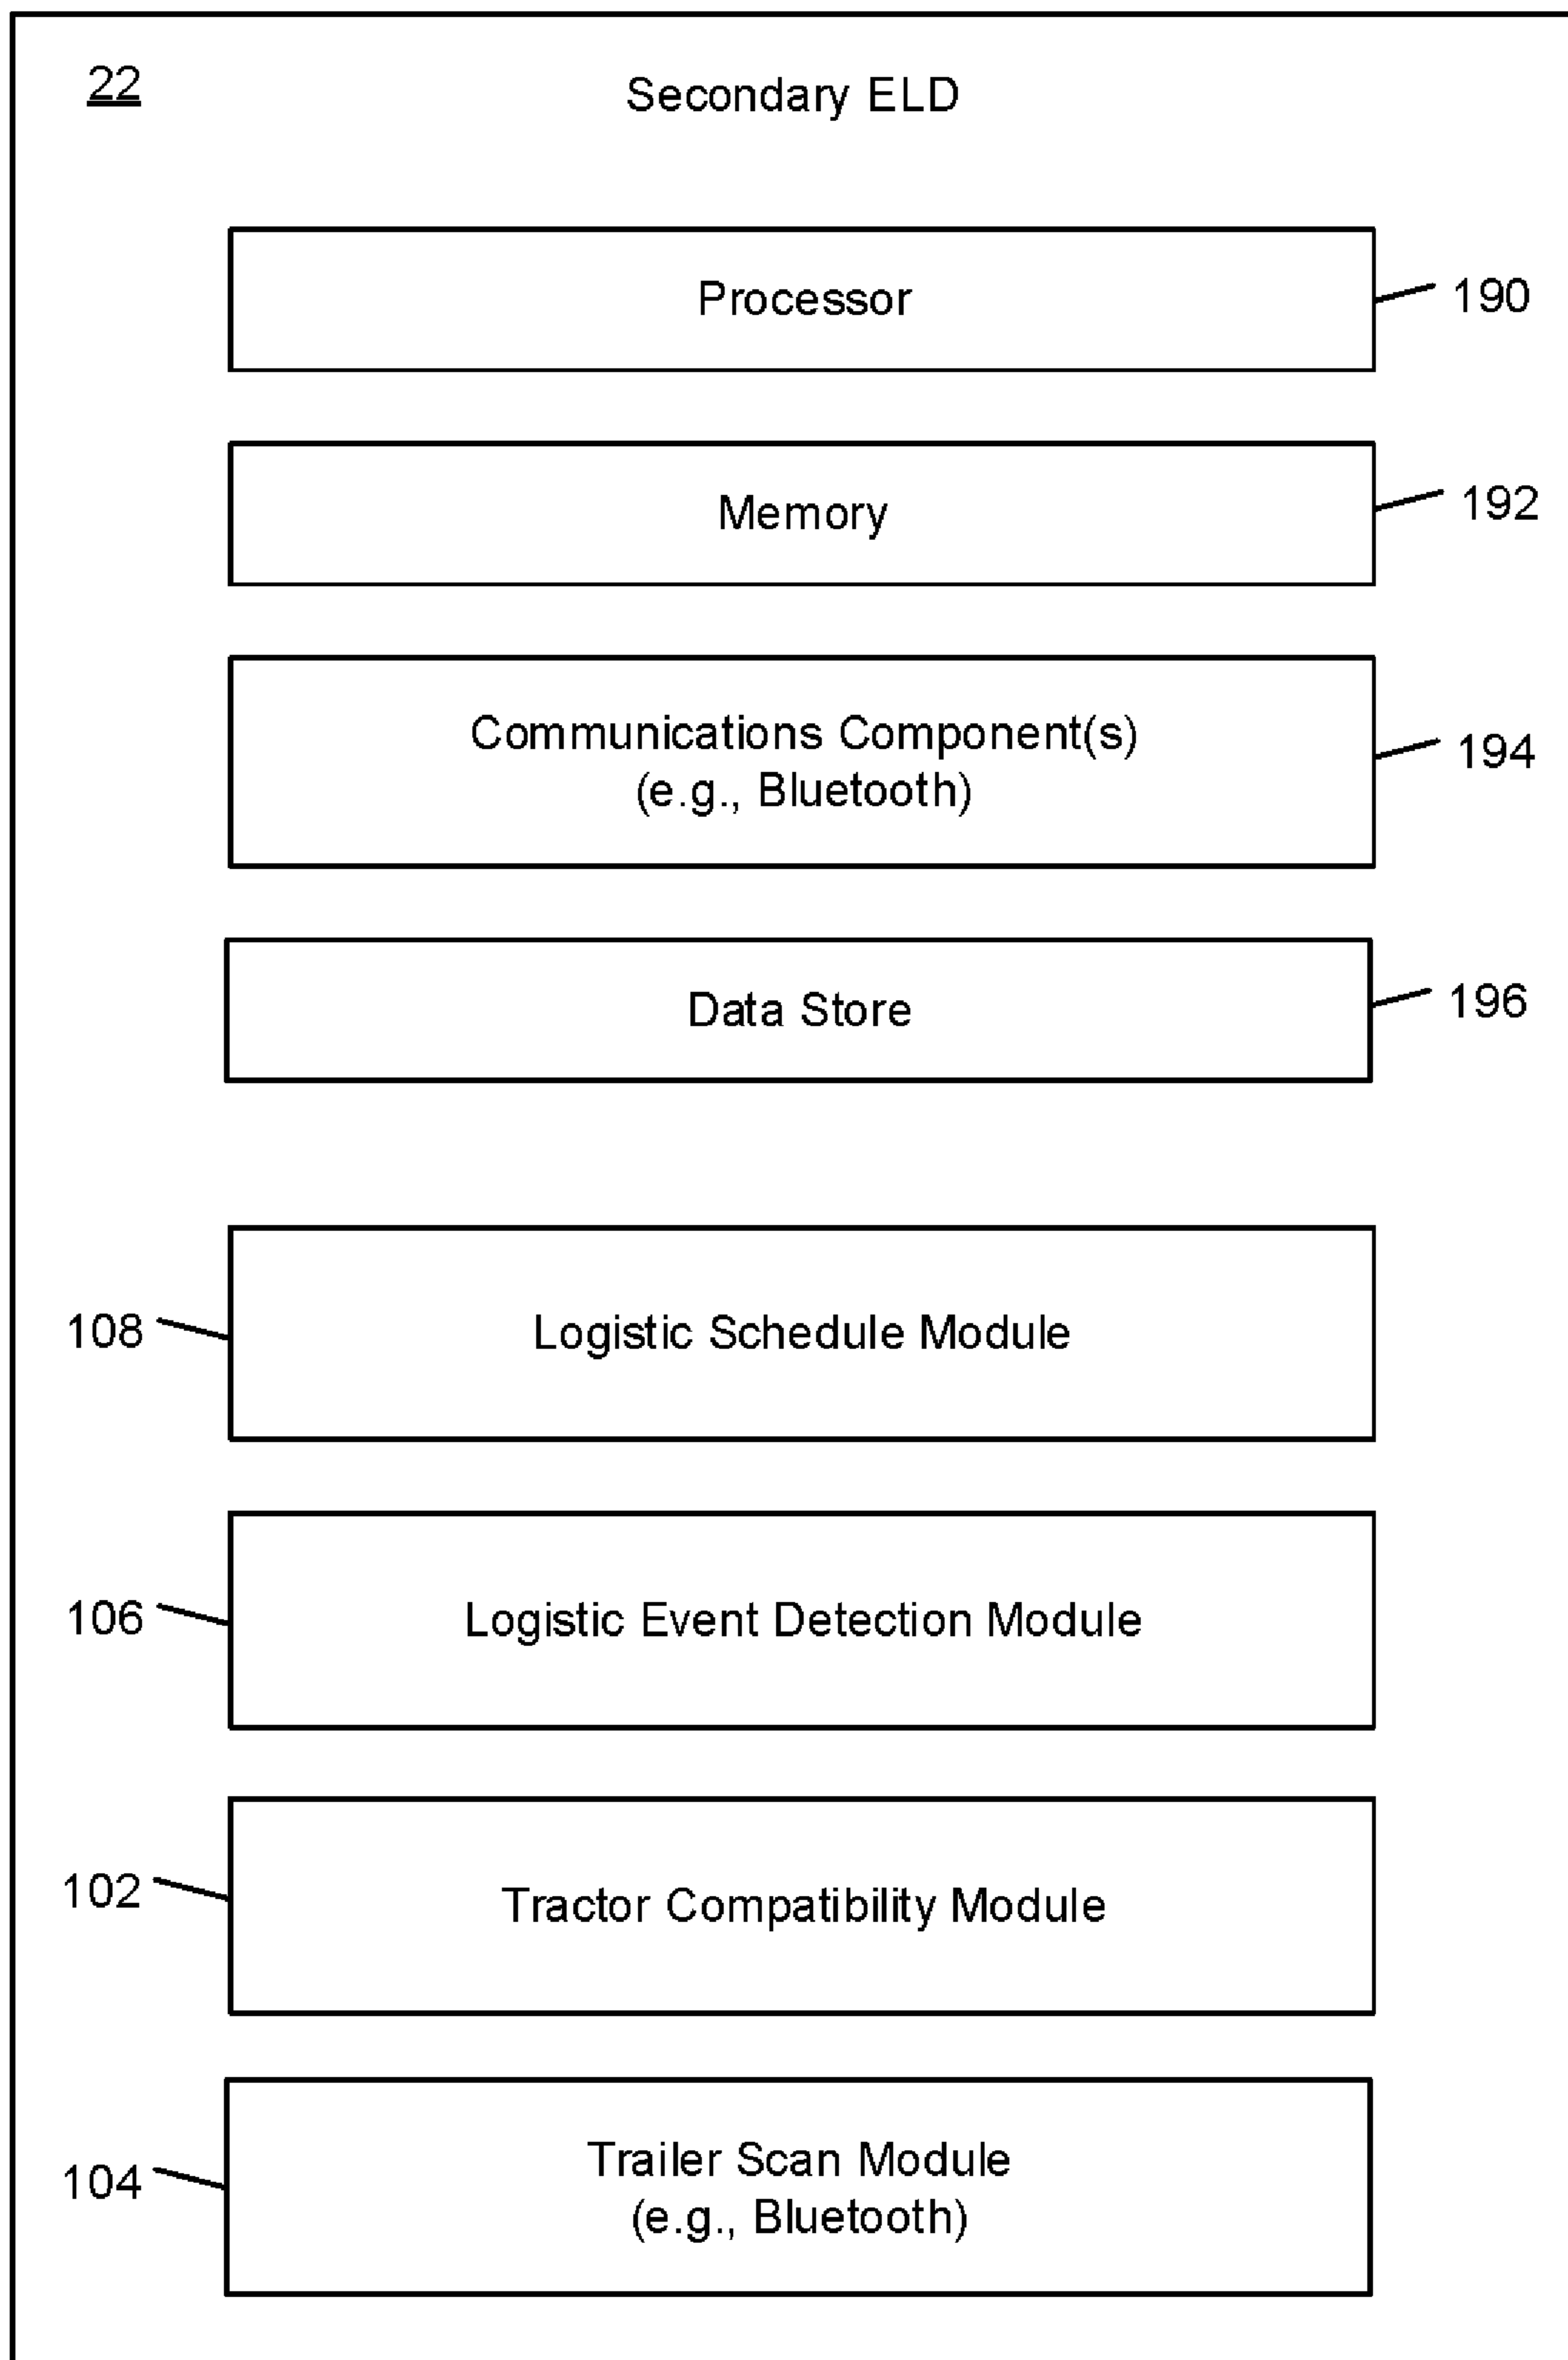 22
Secondary ELD
Processor
190
Memory
192
Communications Component(s)
(e.g., Bluetooth)
194
Data Store
196
108
Logistic Schedule Module
106
Logistic Event Detection Module
102
Tractor Compatibility Module
104
Trailer Scan Module
(e.g., Bluetooth)